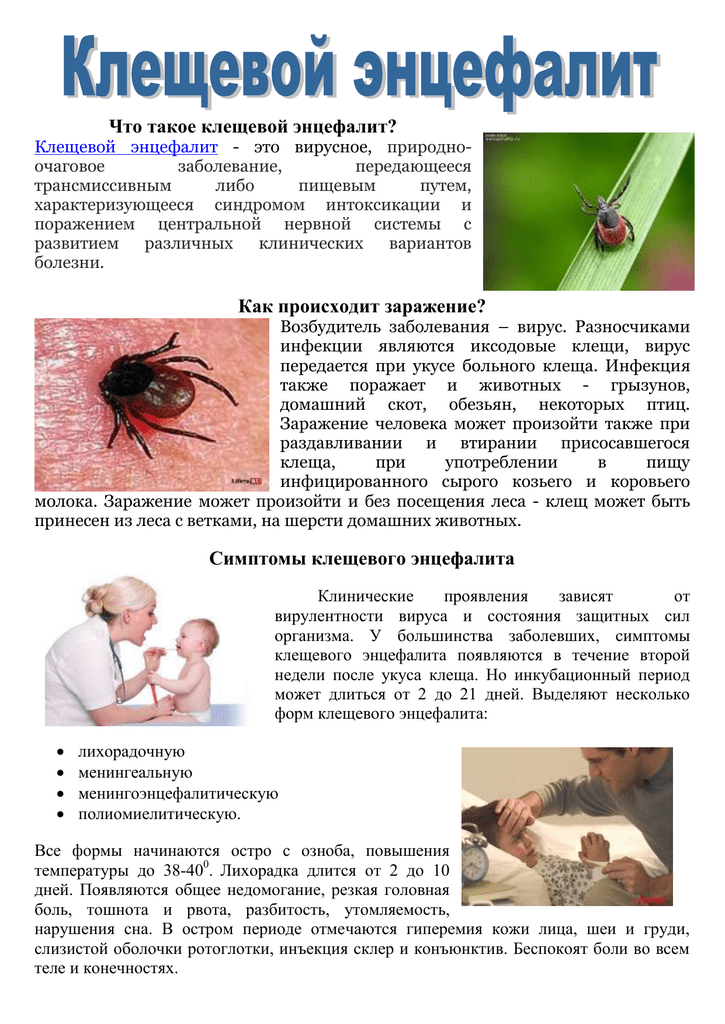 Клещевой энцефалит
Что такое клещевой энцефалит?
Клещевой энцефалит - это вирусное, природно-
очаговое заболевание, передающееся
трансмиссивным либо пищевым путем,
характеризующееся синдромом интоксикации и
поражением центральной нервной системы с
развитием различных клинических вариантов
болезни.
Как происходит заражение?
Возбудитель заболевания – вирус. Разносчиками
инфекции являются иксодовые клещи, вирус
передается при укусе больного клеща. Инфекция
также поражает и животных - грызунов,
домашний скот, обезьян, некоторых птиц.
Заражение человека может произойти также при
раздавливании и втирании присосавшегося
клеща, при употреблении в пищу
инфицированного сырого козьего и коровьего
молока. Заражение может произойти и без посещения леса - клещ может быть
принесен из леса с ветками, на шерсти домашних животных.
Симптомы клещевого энцефалита
Клинические проявления зависят от
вирулентности вируса и состояния защитных сил
организма. У большинства заболевших, симптомы
клещевого энцефалита появляются в течение второй
недели после укуса клеща. Но инкубационный период
может длиться от 2 до 21 дней. Выделяют несколько
форм клещевого энцефалита:
• лихорадочную
• менингеальную
• менингоэнцефалитическую
• полиомиелитическую.
Все формы начинаются остро с озноба, повышения
температуры до 38-40⁰. Лихорадка длится от 2 до 10
дней. Появляются общее недомогание, резкая головная
боль, тошнота и рвота, разбитость, утомляемость,
нарушения сна. В остром периоде отмечаются гиперемия кожи лица, шеи и груди,
слизистой оболочки ротоглотки, инъекция склер и конъюнктив. Беспокоят боли во всем
теле и конечностях.